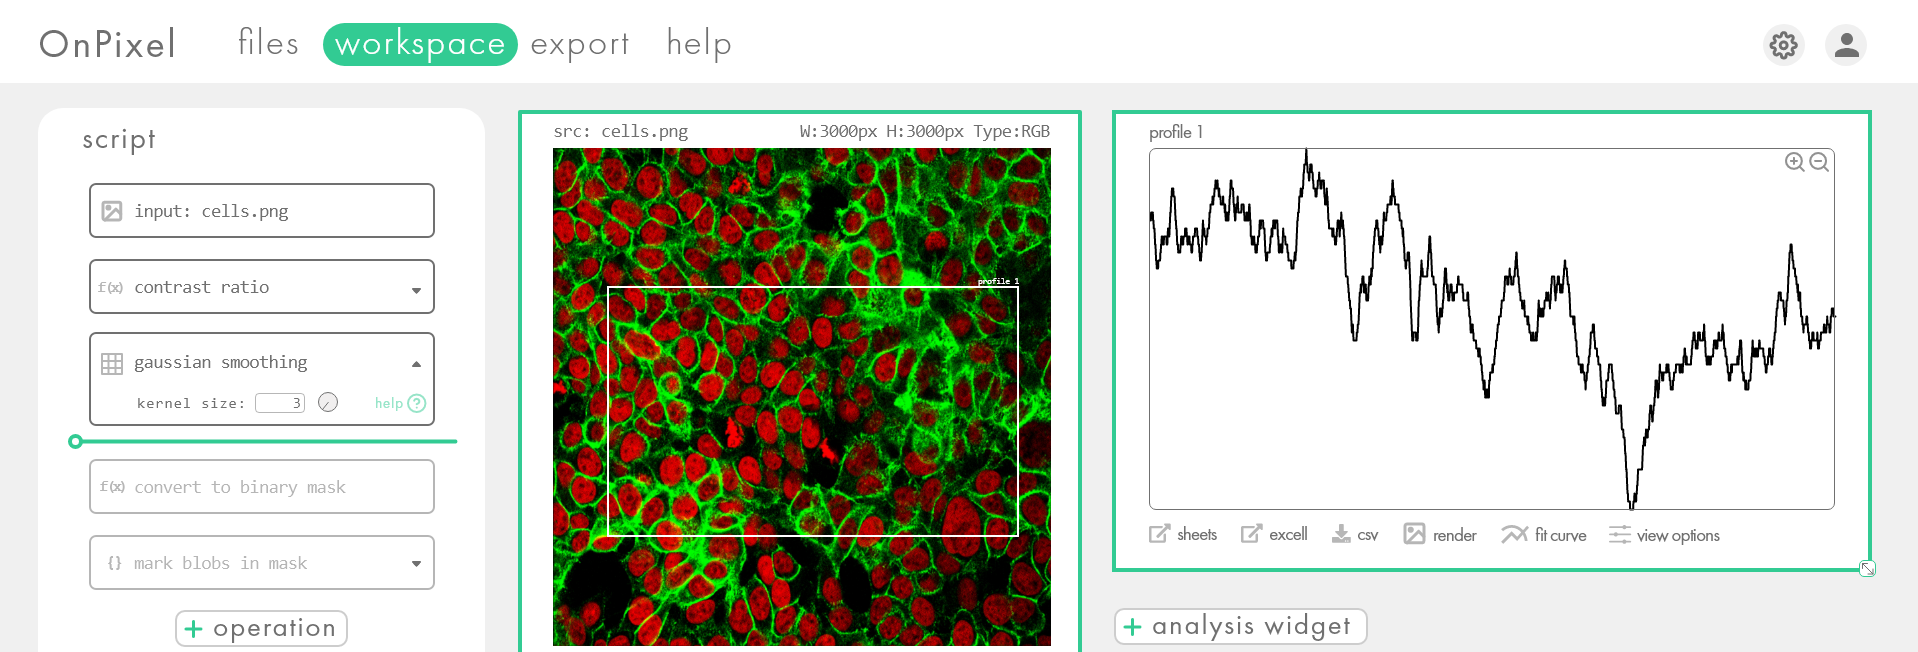 OnPixel files workspace export help
script
input: cells.png
f(x) contrast ratio
gaussian smoothing
kernel size: 3 help ?
f(x) convert to binary mask
{} mark blobs in mask
+ operation
src: cells.png W:3000px H:3000px Type:RGB
profile 1
profile 1
sheets excell csv render fit curve view options
+ analysis widget